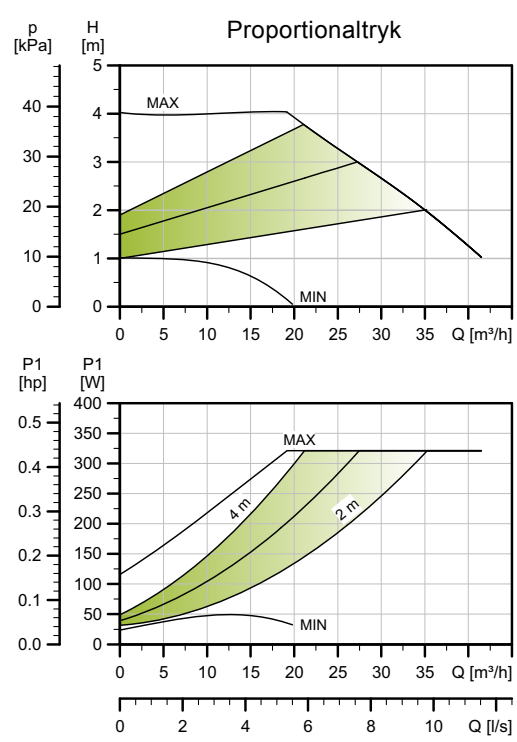 Proportionaltryk
p H
[kPa] [m]
5
40 4
MAX
30 3
20 2
10 1
0 0
MIN
0 5 10 15 20 25 30 35 Q [m³/h]
P1 P1
[hp] [W]
400
0.5 350
MAX
0.4 300
250
0.3 200
4 m 2 m
0.2 150
100
0.1 50
MIN
0.0 0
0 5 10 15 20 25 30 35 Q [m³/h]
0 2 4 6 8 10 Q [l/s]